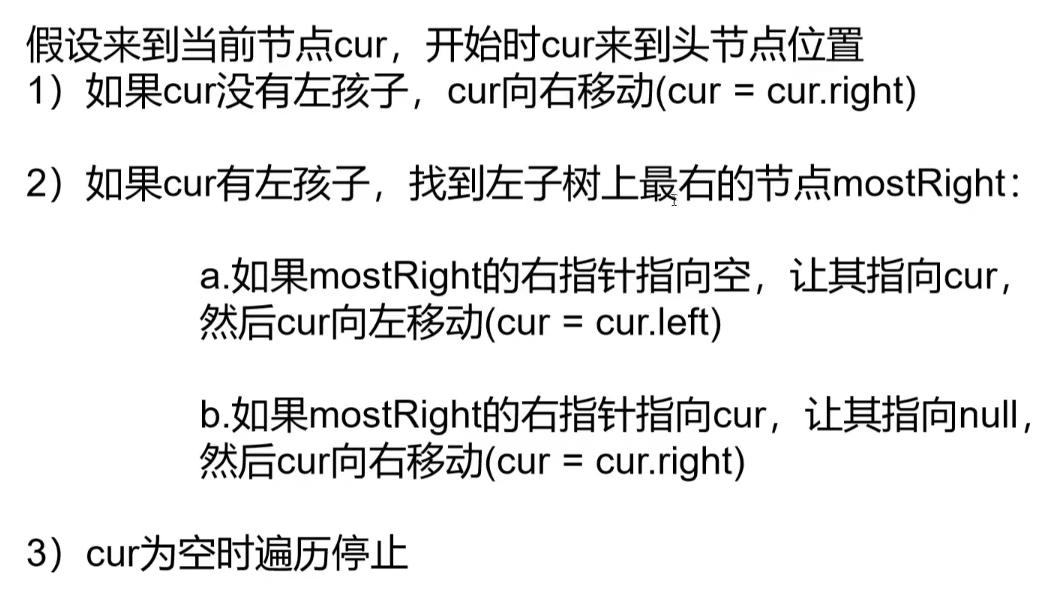 假设来到当前节点cur，开始时cur来到头节点位置
1）如果cur没有左孩子，cur向右移动(cur = cur.right)
2）如果cur有左孩子，找到左子树上最右的节点mostRight：
a.如果mostRight的右指针指向空，让其指向cur，
然后cur向左移动(cur = cur.left)
b.如果mostRight的右指针指向cur，让其指向null，
然后cur向右移动(cur = cur.right)
3）cur为空时遍历停止